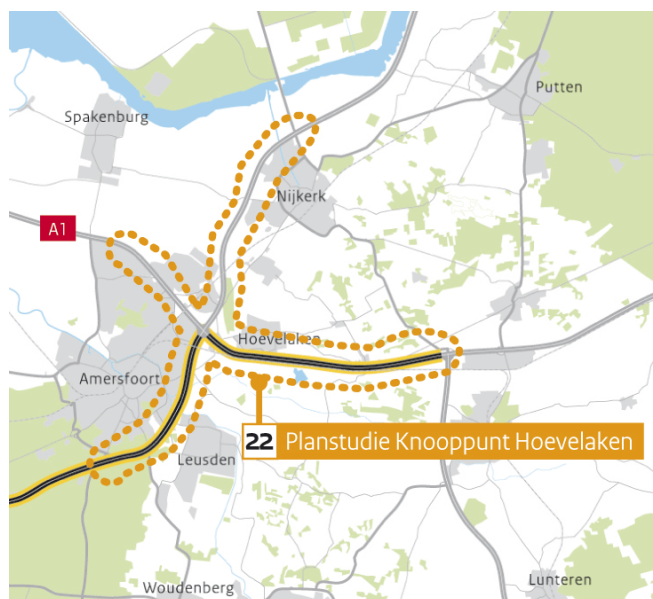 Putten
Spakenburg
Nijkerk
A1
Hoevelaken
Amersfoort
22 Planstudie Knooppunt Hoevelaken
Leusden
Woudenberg
Lunteren